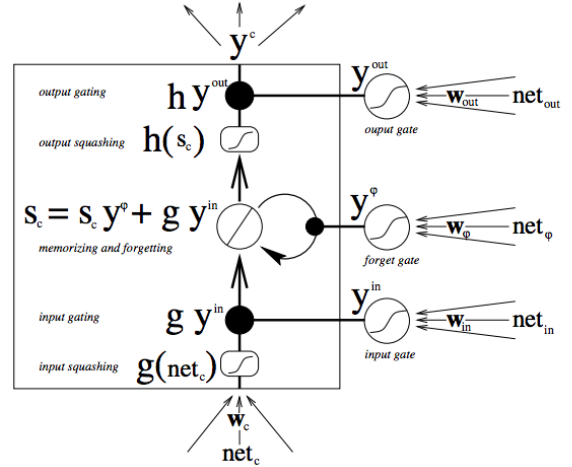 y^c
output gating h y^out y^out w_out net_out
ouput gate
output squashing h(s_c)
s_c = s_c y^φ + g y^in y^φ w_φ net_φ
memorizing and forgetting forget gate
y^in
input gating g y^in w_in net_in
input gate
input squashing g(net_c)
w_c
net_c